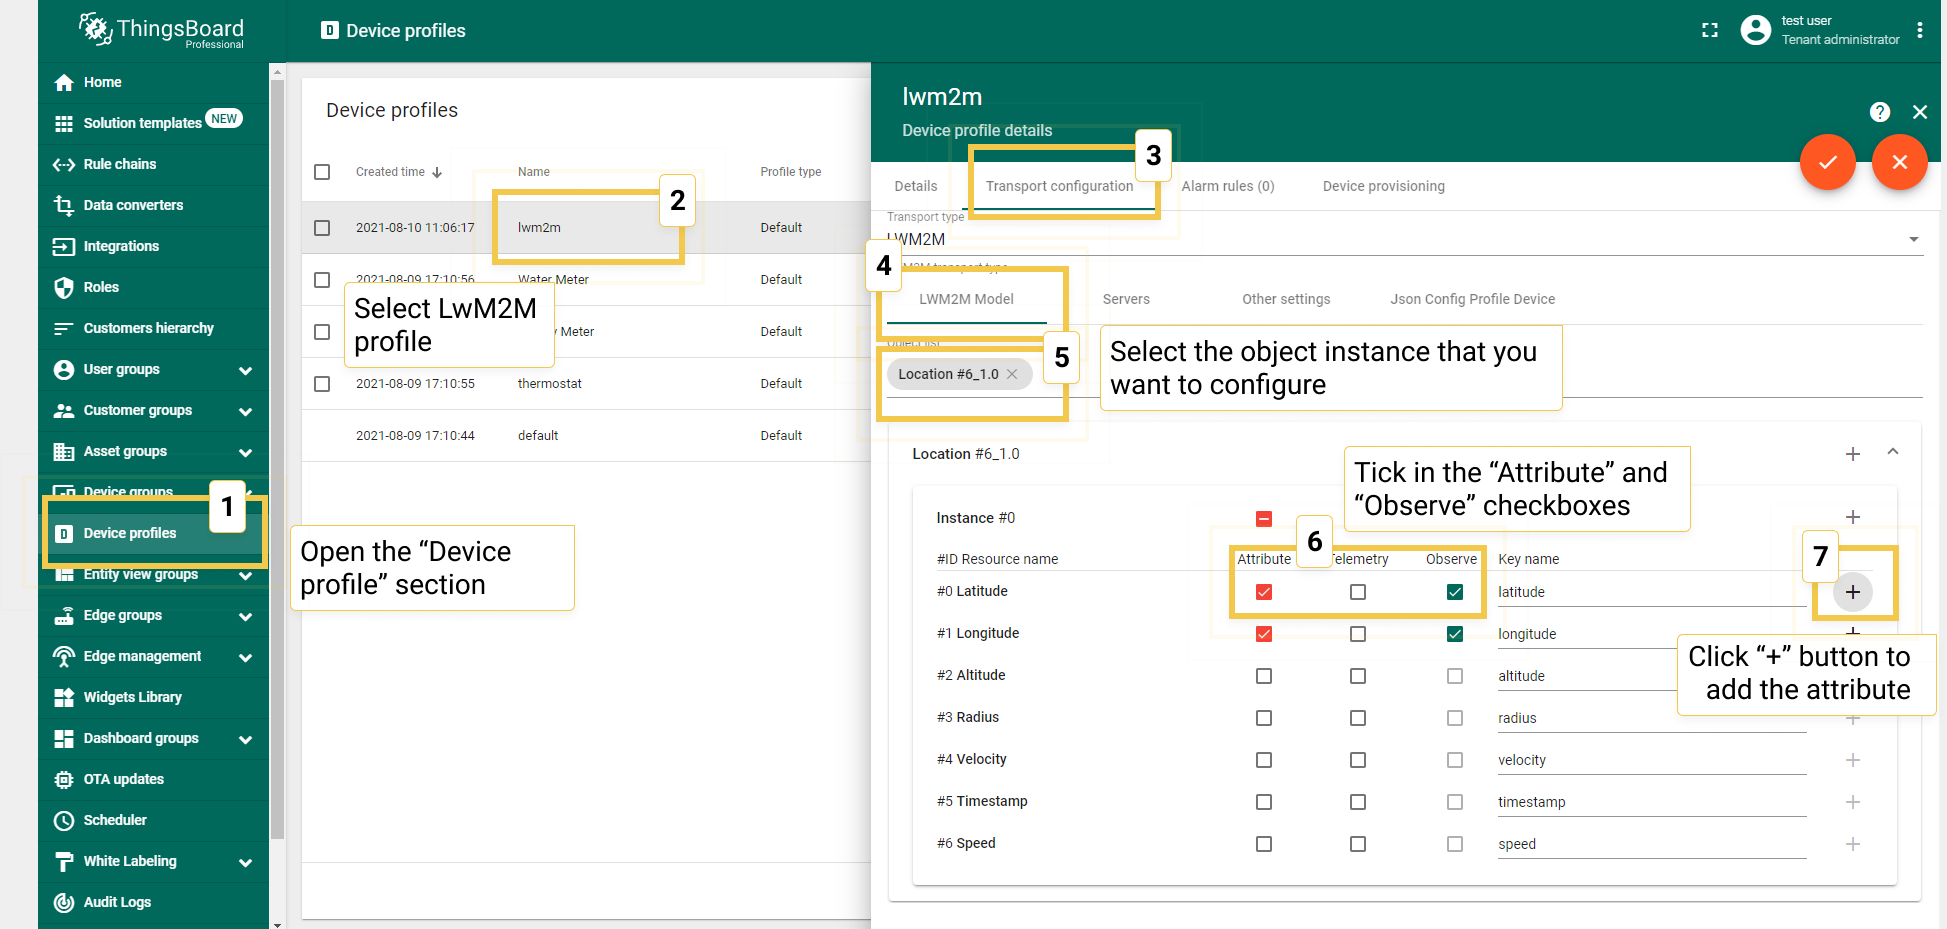 ThingsBoard
Professional
Device profiles
test user
Tenant administrator
Home
Solution templates NEW
Rule chains
Data converters
Integrations
Roles
Customers hierarchy
User groups
Customer groups
Asset groups
Device groups
1
Device profiles
Entity view groups
Edge groups
Edge management
Widgets Library
Dashboard groups
OTA updates
Scheduler
White Labeling
Audit Logs
Open the “Device
profile” section
Device profiles
Created time Name Profile type
2
2021-08-10 11:06:17 lwm2m Default
2021-08-09 17:10:56 Water Meter Default
Select LwM2M
profile
Meter Default
2021-08-09 17:10:55 thermostat Default
2021-08-09 17:10:44 default Default
lwm2m
Device profile details
3
Details Transport configuration Alarm rules (0) Device provisioning
Transport type
LWM2M
4
transport type
LWM2M Model Servers Other settings Json Config Profile Device
Object list
5
Location #6_1.0
Select the object instance that you
want to configure
Location #6_1.0
Tick in the “Attribute” and
“Observe” checkboxes
Instance #0
6
7
#ID Resource name Attribute Telemetry Observe Key name
#0 Latitude latitude
#1 Longitude longitude
Click “+” button to
add the attribute
#2 Altitude altitude
#3 Radius radius
#4 Velocity velocity
#5 Timestamp timestamp
#6 Speed speed